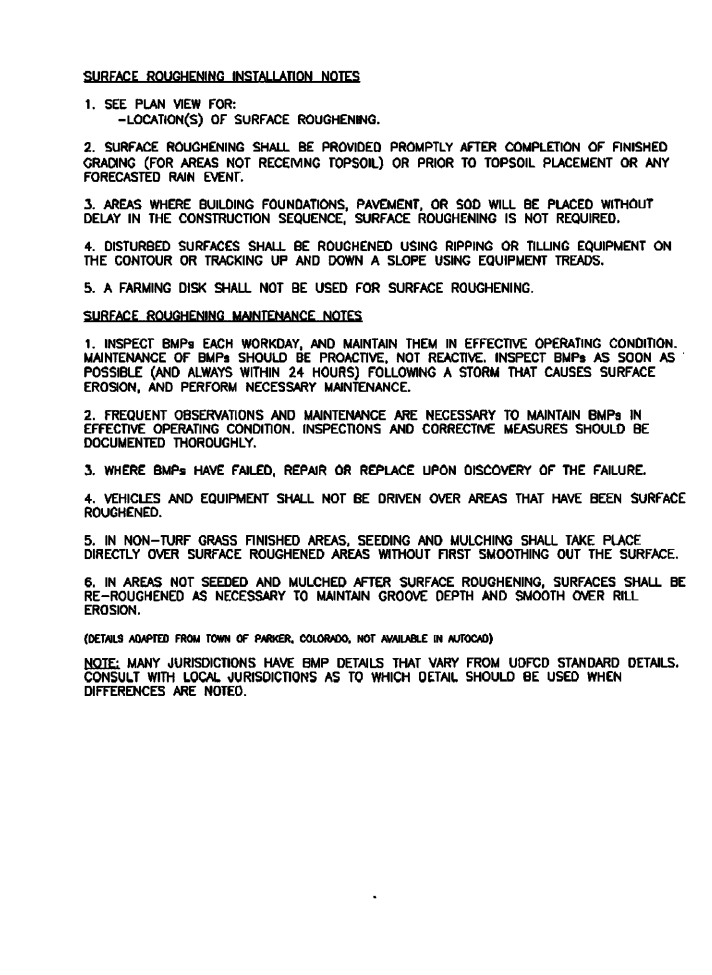 SURFACE ROUGHENING INSTALLATION NOTES
1. SEE PLAN VIEW FOR:
-LOCATION(S) OF SURFACE ROUGHENING.
2. SURFACE ROUGHENING SHALL BE PROVIDED PROMPTLY AFTER COMPLETION OF FINISHED
GRADING (FOR AREAS NOT RECEIVING TOPSOIL) OR PRIOR TO TOPSOIL PLACEMENT OR ANY
FORECASTED RAIN EVENT.
3. AREAS WHERE BUILDING FOUNDATIONS, PAVEMENT, OR SOD WILL BE PLACED WITHOUT
DELAY IN THE CONSTRUCTION SEQUENCE, SURFACE ROUGHENING IS NOT REQUIRED.
4. DISTURBED SURFACES SHALL BE ROUGHENED USING RIPPING OR TILLING EQUIPMENT ON
THE CONTOUR OR TRACKING UP AND DOWN A SLOPE USING EQUIPMENT TREADS.
5. A FARMING DISK SHALL NOT BE USED FOR SURFACE ROUGHENING.
SURFACE ROUGHENING MAINTENANCE NOTES
1. INSPECT BMPs EACH WORKDAY, AND MAINTAIN THEM IN EFFECTIVE OPERATING CONDITION.
MAINTENANCE OF BMPs SHOULD BE PROACTIVE, NOT REACTIVE. INSPECT BMPs AS SOON AS
POSSIBLE (AND ALWAYS WITHIN 24 HOURS) FOLLOWING A STORM THAT CAUSES SURFACE
EROSION, AND PERFORM NECESSARY MAINTENANCE.
2. FREQUENT OBSERVATIONS AND MAINTENANCE ARE NECESSARY TO MAINTAIN BMPs IN
EFFECTIVE OPERATING CONDITION. INSPECTIONS AND CORRECTIVE MEASURES SHOULD BE
DOCUMENTED THOROUGHLY.
3. WHERE BMPs HAVE FAILED, REPAIR OR REPLACE UPON DISCOVERY OF THE FAILURE.
4. VEHICLES AND EQUIPMENT SHALL NOT BE DRIVEN OVER AREAS THAT HAVE BEEN SURFACE
ROUGHENED.
5. IN NON-TURF GRASS FINISHED AREAS, SEEDING AND MULCHING SHALL TAKE PLACE
DIRECTLY OVER SURFACE ROUGHENED AREAS WITHOUT FIRST SMOOTHING OUT THE SURFACE.
6. IN AREAS NOT SEEDED AND MULCHED AFTER SURFACE ROUGHENING, SURFACES SHALL BE
RE-ROUGHENED AS NECESSARY TO MAINTAIN GROOVE DEPTH AND SMOOTH OVER RILL
EROSION.
(DETAILS ADAPTED FROM TOWN OF PARKER, COLORADO, NOT AVAILABLE IN AUTOCAD)
NOTE: MANY JURISDICTIONS HAVE BMP DETAILS THAT VARY FROM UDFCD STANDARD DETAILS.
CONSULT WITH LOCAL JURISDICTIONS AS TO WHICH DETAIL SHOULD BE USED WHEN
DIFFERENCES ARE NOTED.